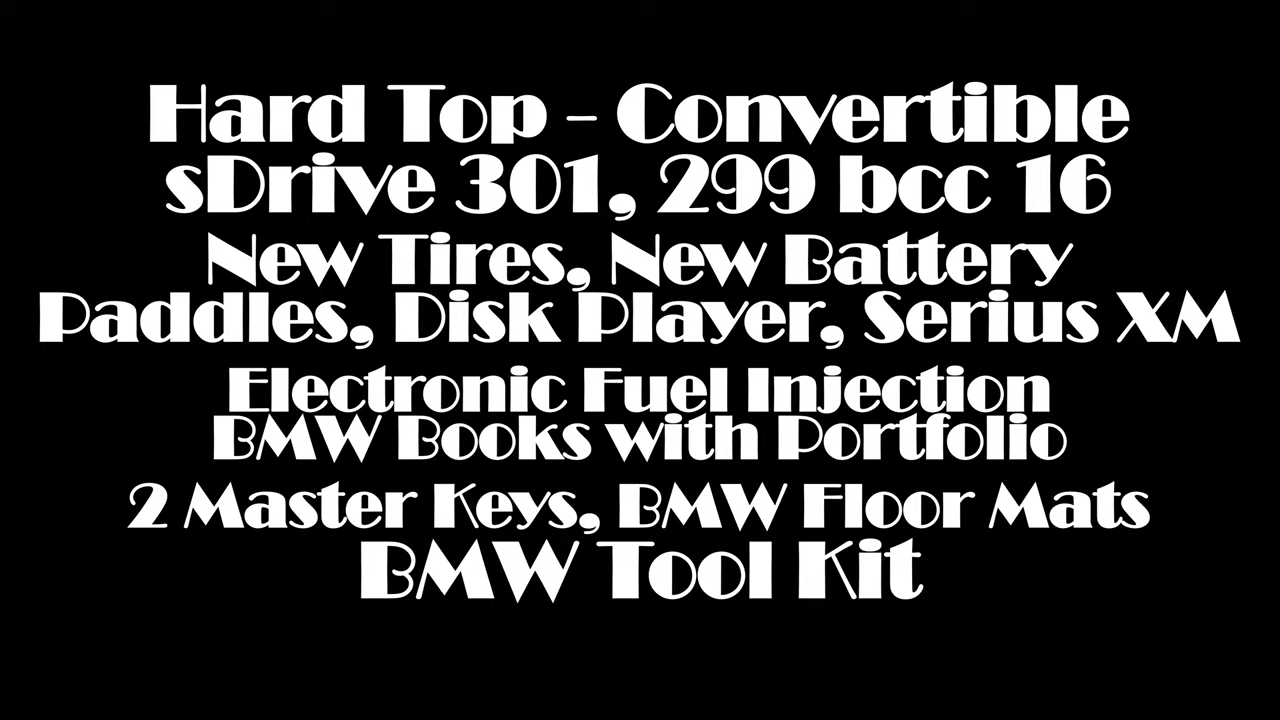 Hard Top - Convertible
sDrive 301, 299 bcc 16
New Tires, New Battery
Paddles, Disk Player, Serius XM
Electronic Fuel Injection
BMW Books with Portfolio
2 Master Keys, BMW Floor Mats
BMW Tool Kit